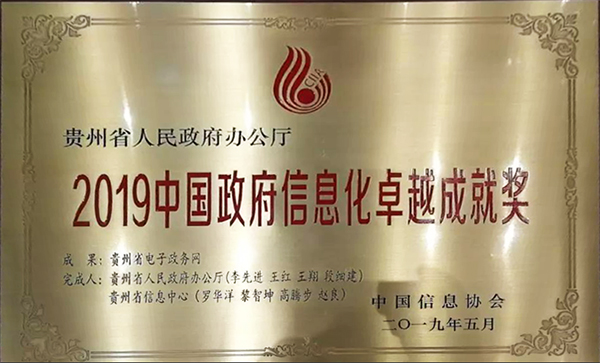 CIIA
贵州省人民政府办公厅
2019中国政府信息化卓越成就奖
成 果：贵州省电子政务网
完成人：贵州省人民政府办公厅(李先进 王红 王翔 段细建)
贵州省信息中心（罗华洋 黎智坤 高腾步 赵良）
中国信息协会
二〇一九年五月